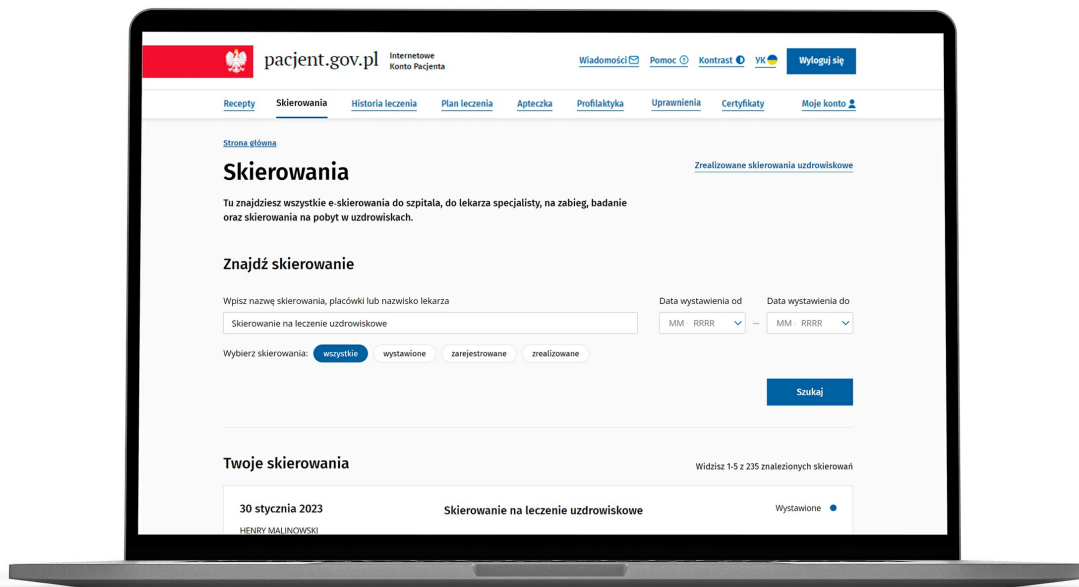 pacjent.gov.pl Internetowe
Konto Pacjenta
Wiadomości Pomoc Kontrast УК Wyloguj się
Recepty Skierowania Historia leczenia Plan leczenia Apteczka Profilaktyka Uprawnienia Certyfikaty Moje konto
Strona główna
Skierowania
Zrealizowane skierowania uzdrowiskowe
Tu znajdziesz wszystkie e-skierowania do szpitala, do lekarza specjalisty, na zabieg, badanie
oraz skierowania na pobyt w uzdrowiskach.
Znajdź skierowanie
Wpisz nazwę skierowania, placówki lub nazwisko lekarza Data wystawienia od Data wystawienia do
Skierowanie na leczenie uzdrowiskowe MM - RRRR – MM - RRRR
Wybierz skierowania: wszystkie wystawione zarejestrowane zrealizowane
Szukaj
Twoje skierowania Widzisz 1-5 z 235 znalezionych skierowań
30 stycznia 2023 Skierowanie na leczenie uzdrowiskowe Wystawione
HENRY MALINOWSKI